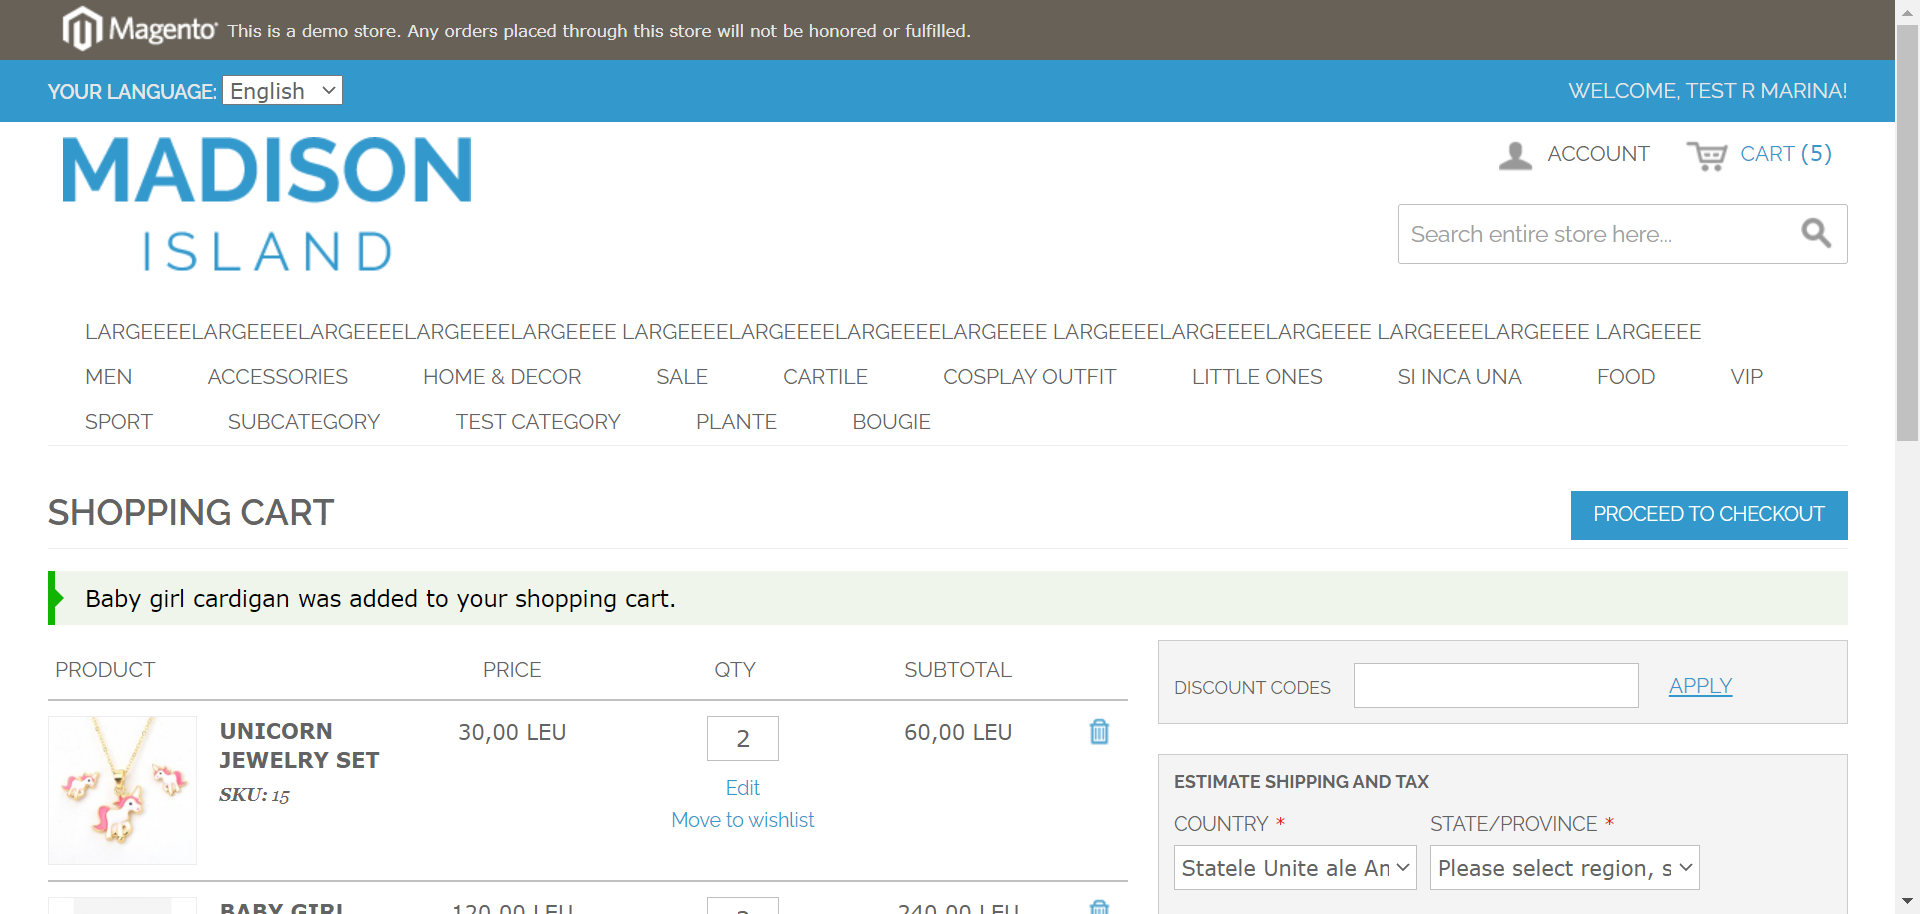 Magento This is a demo store. Any orders placed through this store will not be honored or fulfilled.
YOUR LANGUAGE: English
WELCOME, TEST R MARINA!
MADISON
ISLAND
ACCOUNT CART (5)
Search entire store here...
LARGEEEELARGEEEELARGEEEELARGEEEELARGEEEE LARGEEEELARGEEEELARGEEEELARGEEEE LARGEEEELARGEEEELARGEEEE LARGEEEELARGEEEE LARGEEEE
MEN ACCESSORIES HOME & DECOR SALE CARTILE COSPLAY OUTFIT LITTLE ONES SI INCA UNA FOOD VIP
SPORT SUBCATEGORY TEST CATEGORY PLANTE BOUGIE
SHOPPING CART
PROCEED TO CHECKOUT
Baby girl cardigan was added to your shopping cart.
PRODUCT PRICE QTY SUBTOTAL
UNICORN JEWELRY SET
SKU: 15
30,00 LEU
2
Edit
Move to wishlist
60,00 LEU
BABY GIRL 120,00 LEU 240,00 LEU
DISCOUNT CODES APPLY
ESTIMATE SHIPPING AND TAX
COUNTRY * STATE/PROVINCE *
Statele Unite ale An Please select region, s